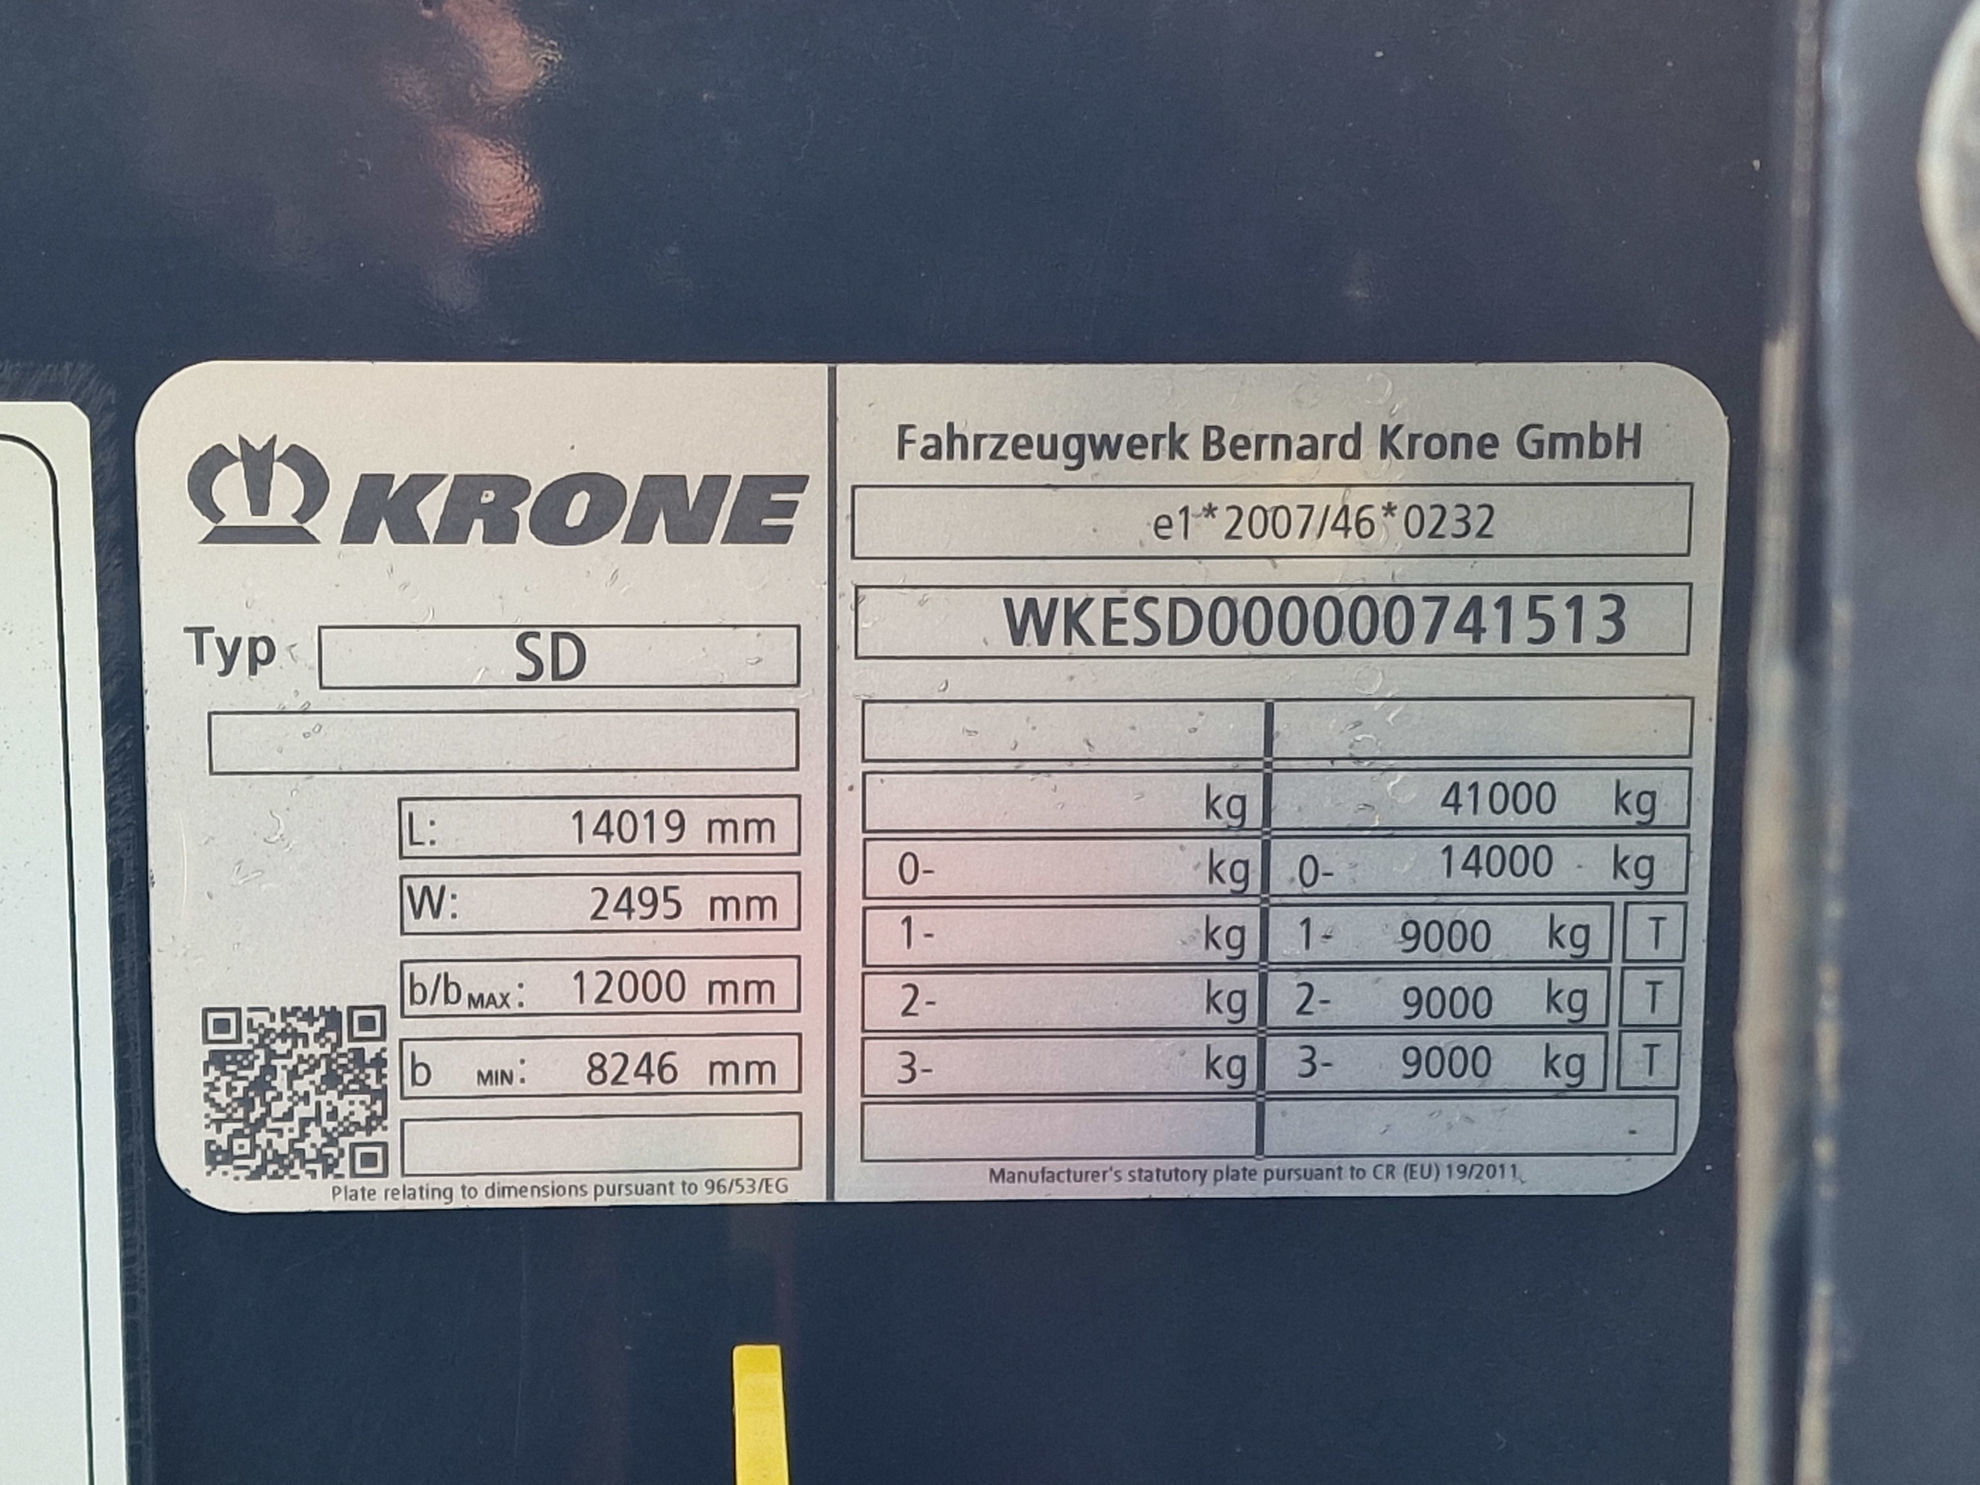 KRONE
Typ SD
L: 14019 mm
W: 2495 mm
b/b MAX: 12000 mm
b MIN: 8246 mm
Plate relating to dimensions pursuant to 96/53/EG
Fahrzeugwerk Bernard Krone GmbH
e1*2007/46*0232
WKESD000000741513
kg 41000 kg
0- kg 0- 14000 kg
1- kg 1- 9000 kg T
2- kg 2- 9000 kg T
3- kg 3- 9000 kg T
Manufacturer's statutory plate pursuant to CR (EU) 19/2011